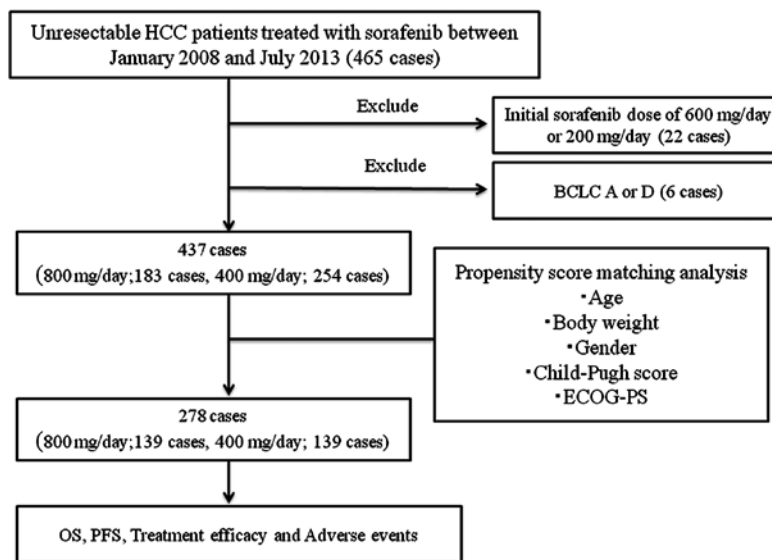 Unresectable HCC patients treated with sorafenib between
January 2008 and July 2013 (465 cases)
Exclude
Initial sorafenib dose of 600 mg/day
or 200 mg/day (22 cases)
Exclude
BCLC A or D (6 cases)
437 cases
(800mg/day;183 cases, 400 mg/day; 254 cases)
Propensity score matching analysis
・Age
・Body weight
・Gender
・Child-Pugh score
・ECOG-PS
278 cases
(800mg/day;139 cases, 400 mg/day; 139 cases)
OS, PFS, Treatment efficacy and Adverse events